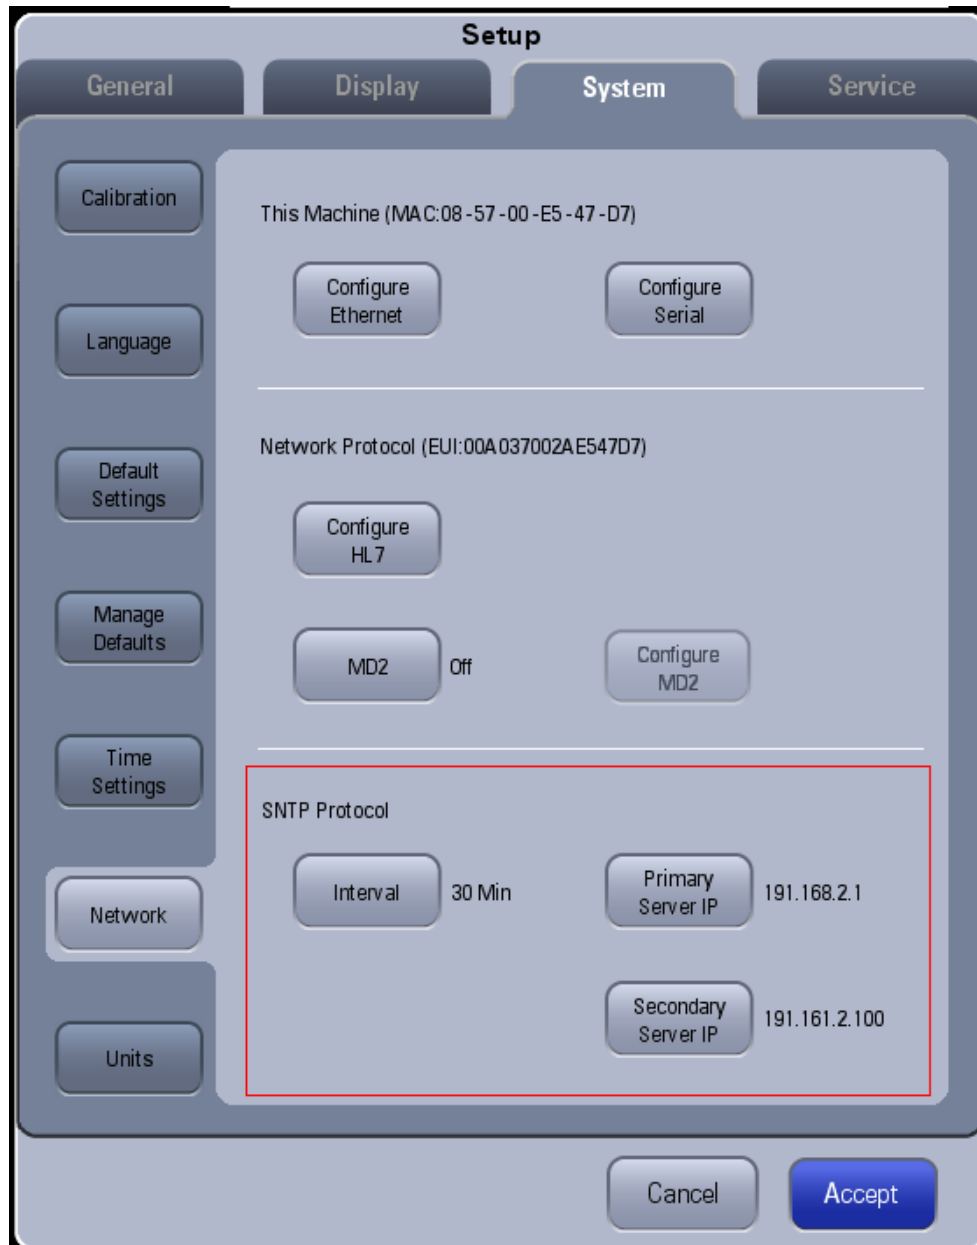 Setup
General
Display
System
Service
Calibration
Language
Default
Settings
Manage
Defaults
Time
Settings
Network
Units
This Machine (MAC:08-57-00-E5-47-D7)
Configure
Ethernet
Configure
Serial
Network Protocol (EUI:00A037002AE547D7)
Configure
HL7
MD2
Off
Configure
MD2
SNTP Protocol
Interval
30 Min
Primary
Server IP
191.168.2.1
Secondary
Server IP
191.161.2.100
Cancel
Accept